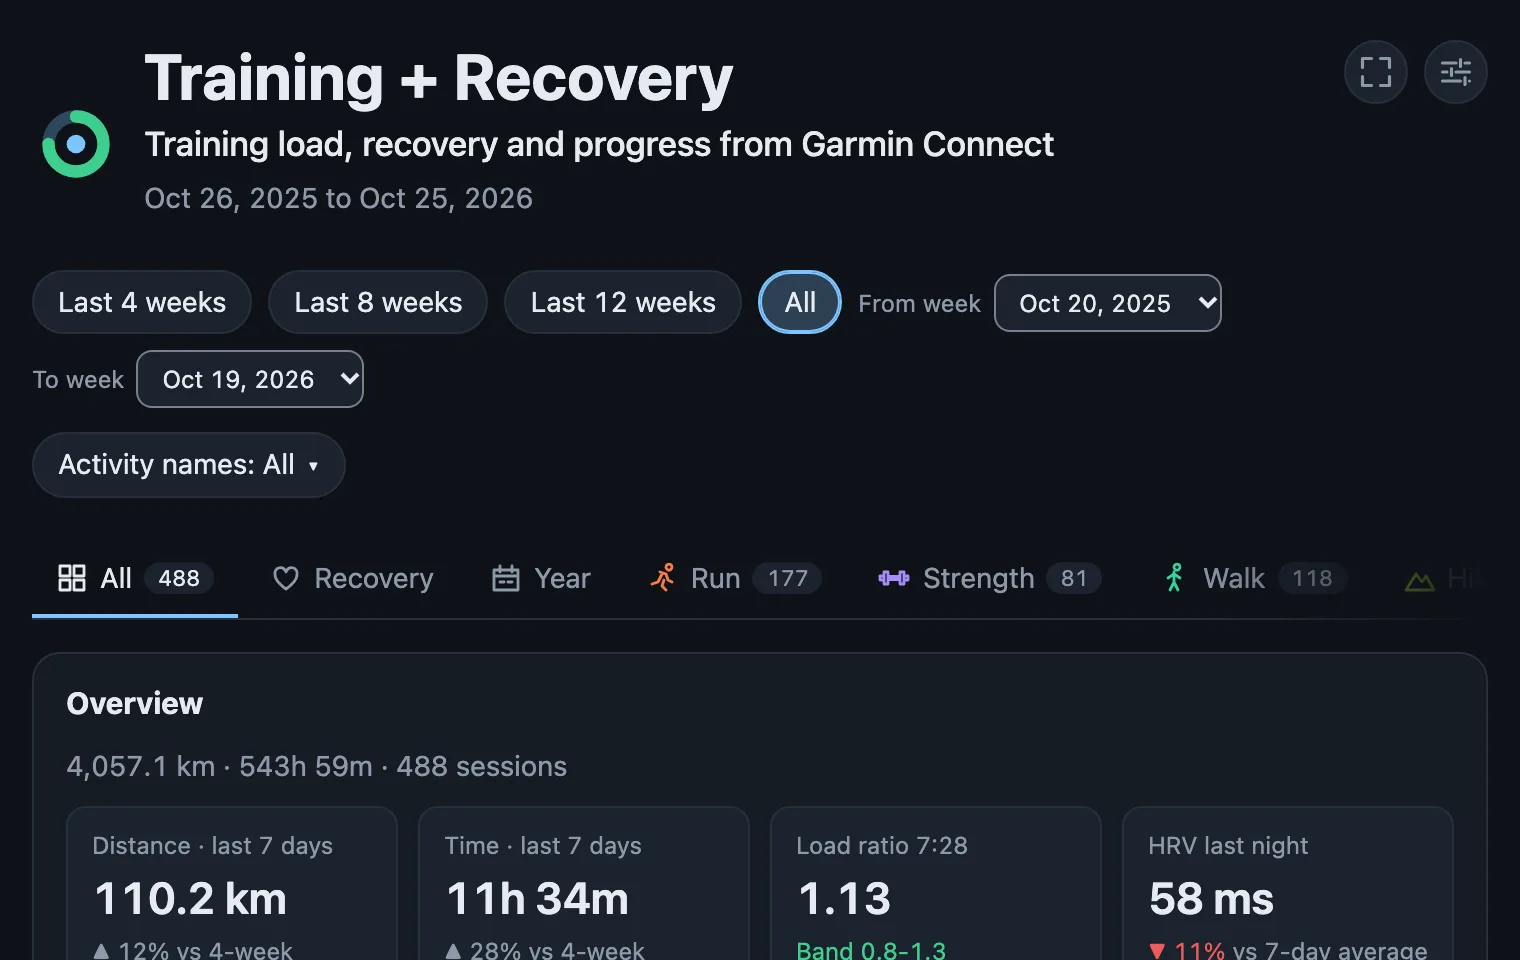 Training + Recovery
Training load, recovery and progress from Garmin Connect
Oct 26, 2025 to Oct 25, 2026
Last 4 weeks Last 8 weeks Last 12 weeks All From week Oct 20, 2025
To week Oct 19, 2026
Activity names: All ▾
All 488 Recovery Year Run 177 Strength 81 Walk 118
Overview
4,057.1 km · 543h 59m · 488 sessions
Distance · last 7 days Time · last 7 days Load ratio 7:28 HRV last night
110.2 km 11h 34m 1.13 58 ms
▲ 12% vs 4-week ▲ 28% vs 4-week Band 0.8–1.3 ▼ 11% vs 7-day average